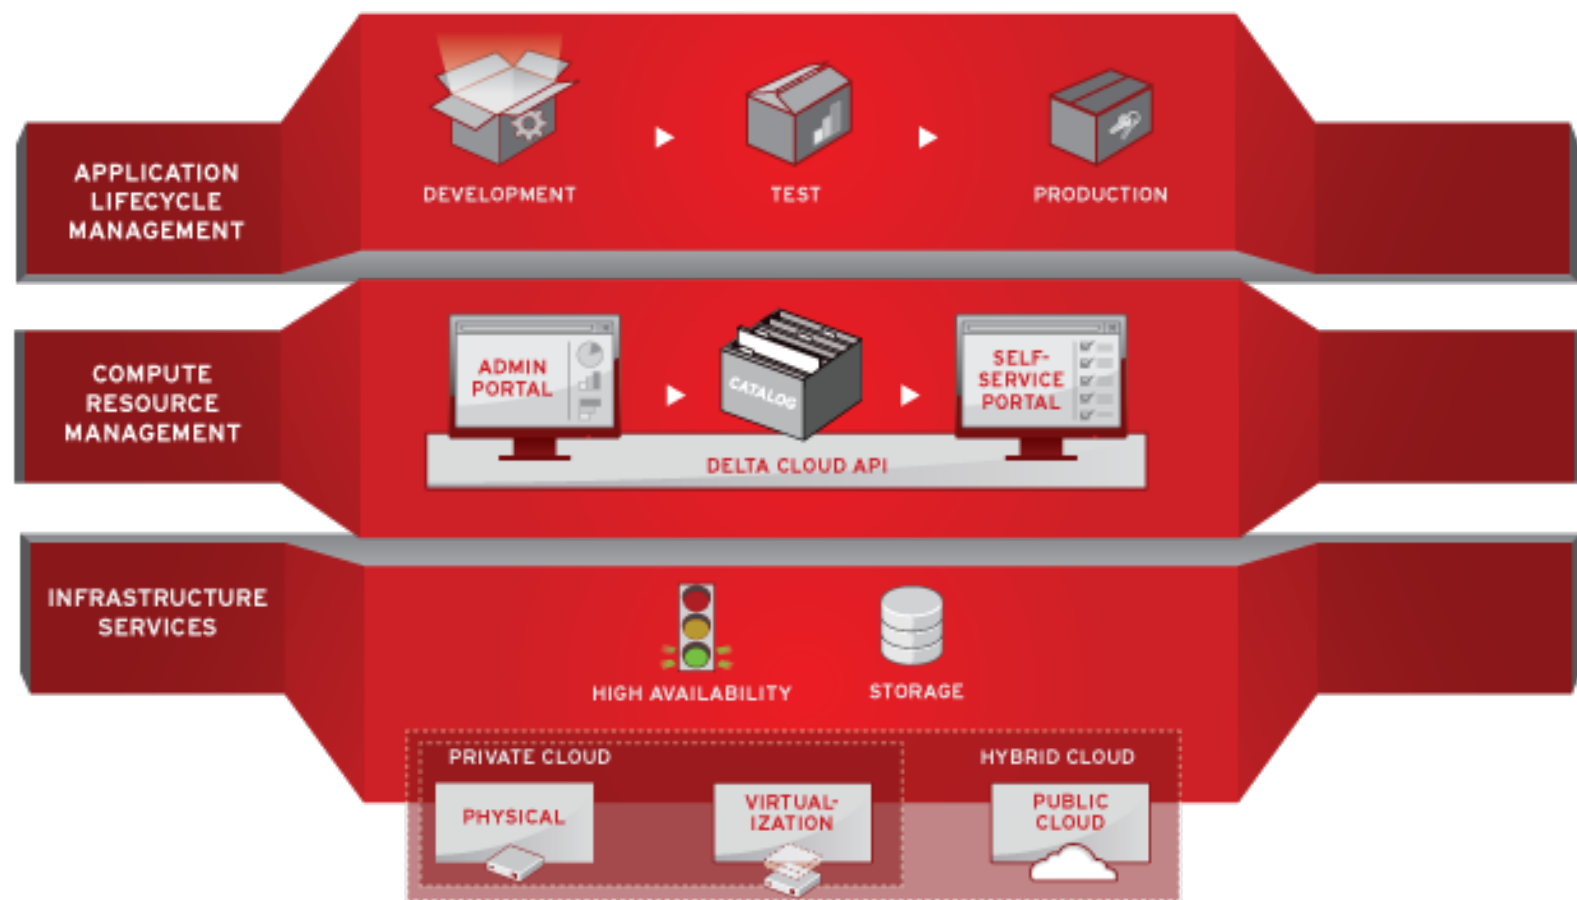 APPLICATION
LIFECYCLE
MANAGEMENT
DEVELOPMENT
TEST
PRODUCTION
COMPUTE
RESOURCE
MANAGEMENT
ADMIN
PORTAL
CATALOG
SELF-
SERVICE
PORTAL
DELTA CLOUD API
INFRASTRUCTURE
SERVICES
HIGH AVAILABILITY
STORAGE
PRIVATE CLOUD
HYBRID CLOUD
PHYSICAL
VIRTUAL-
IZATION
PUBLIC
CLOUD